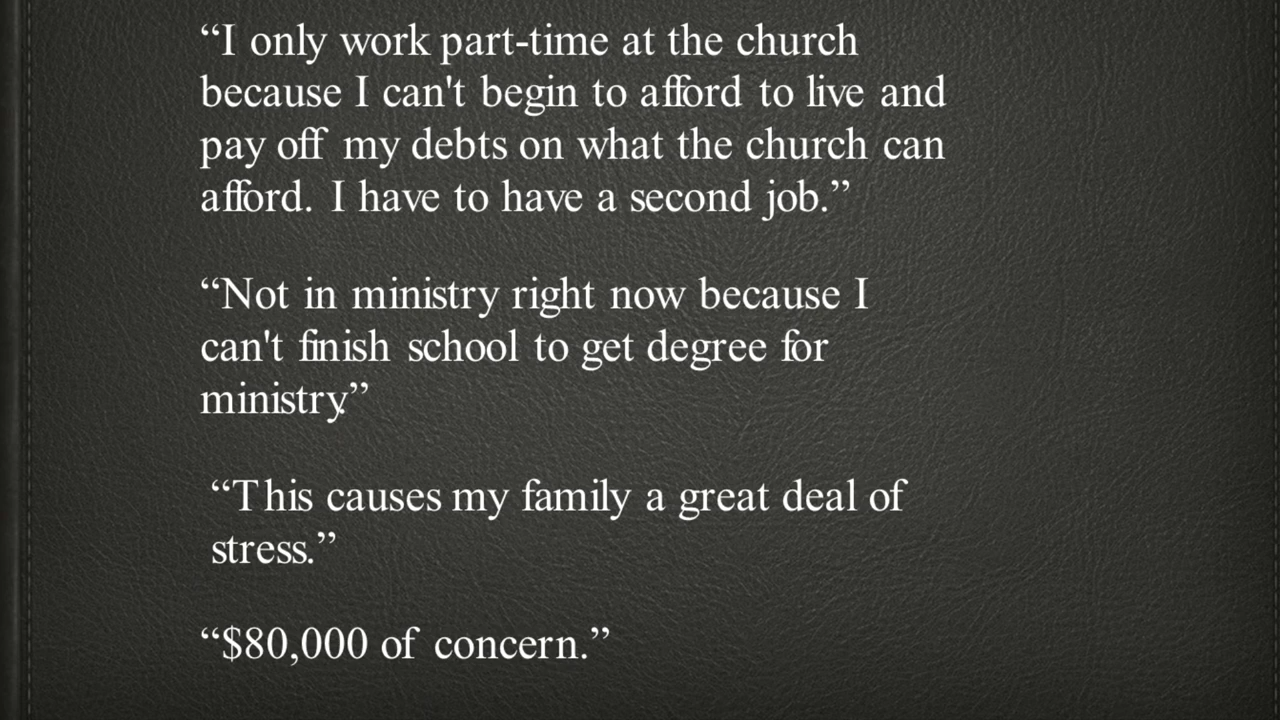 “I only work part-time at the church
because I can't begin to afford to live and
pay off my debts on what the church can
afford. I have to have a second job.”
“Not in ministry right now because I
can't finish school to get degree for
ministry.”
“This causes my family a great deal of
stress.”
“$80,000 of concern.”